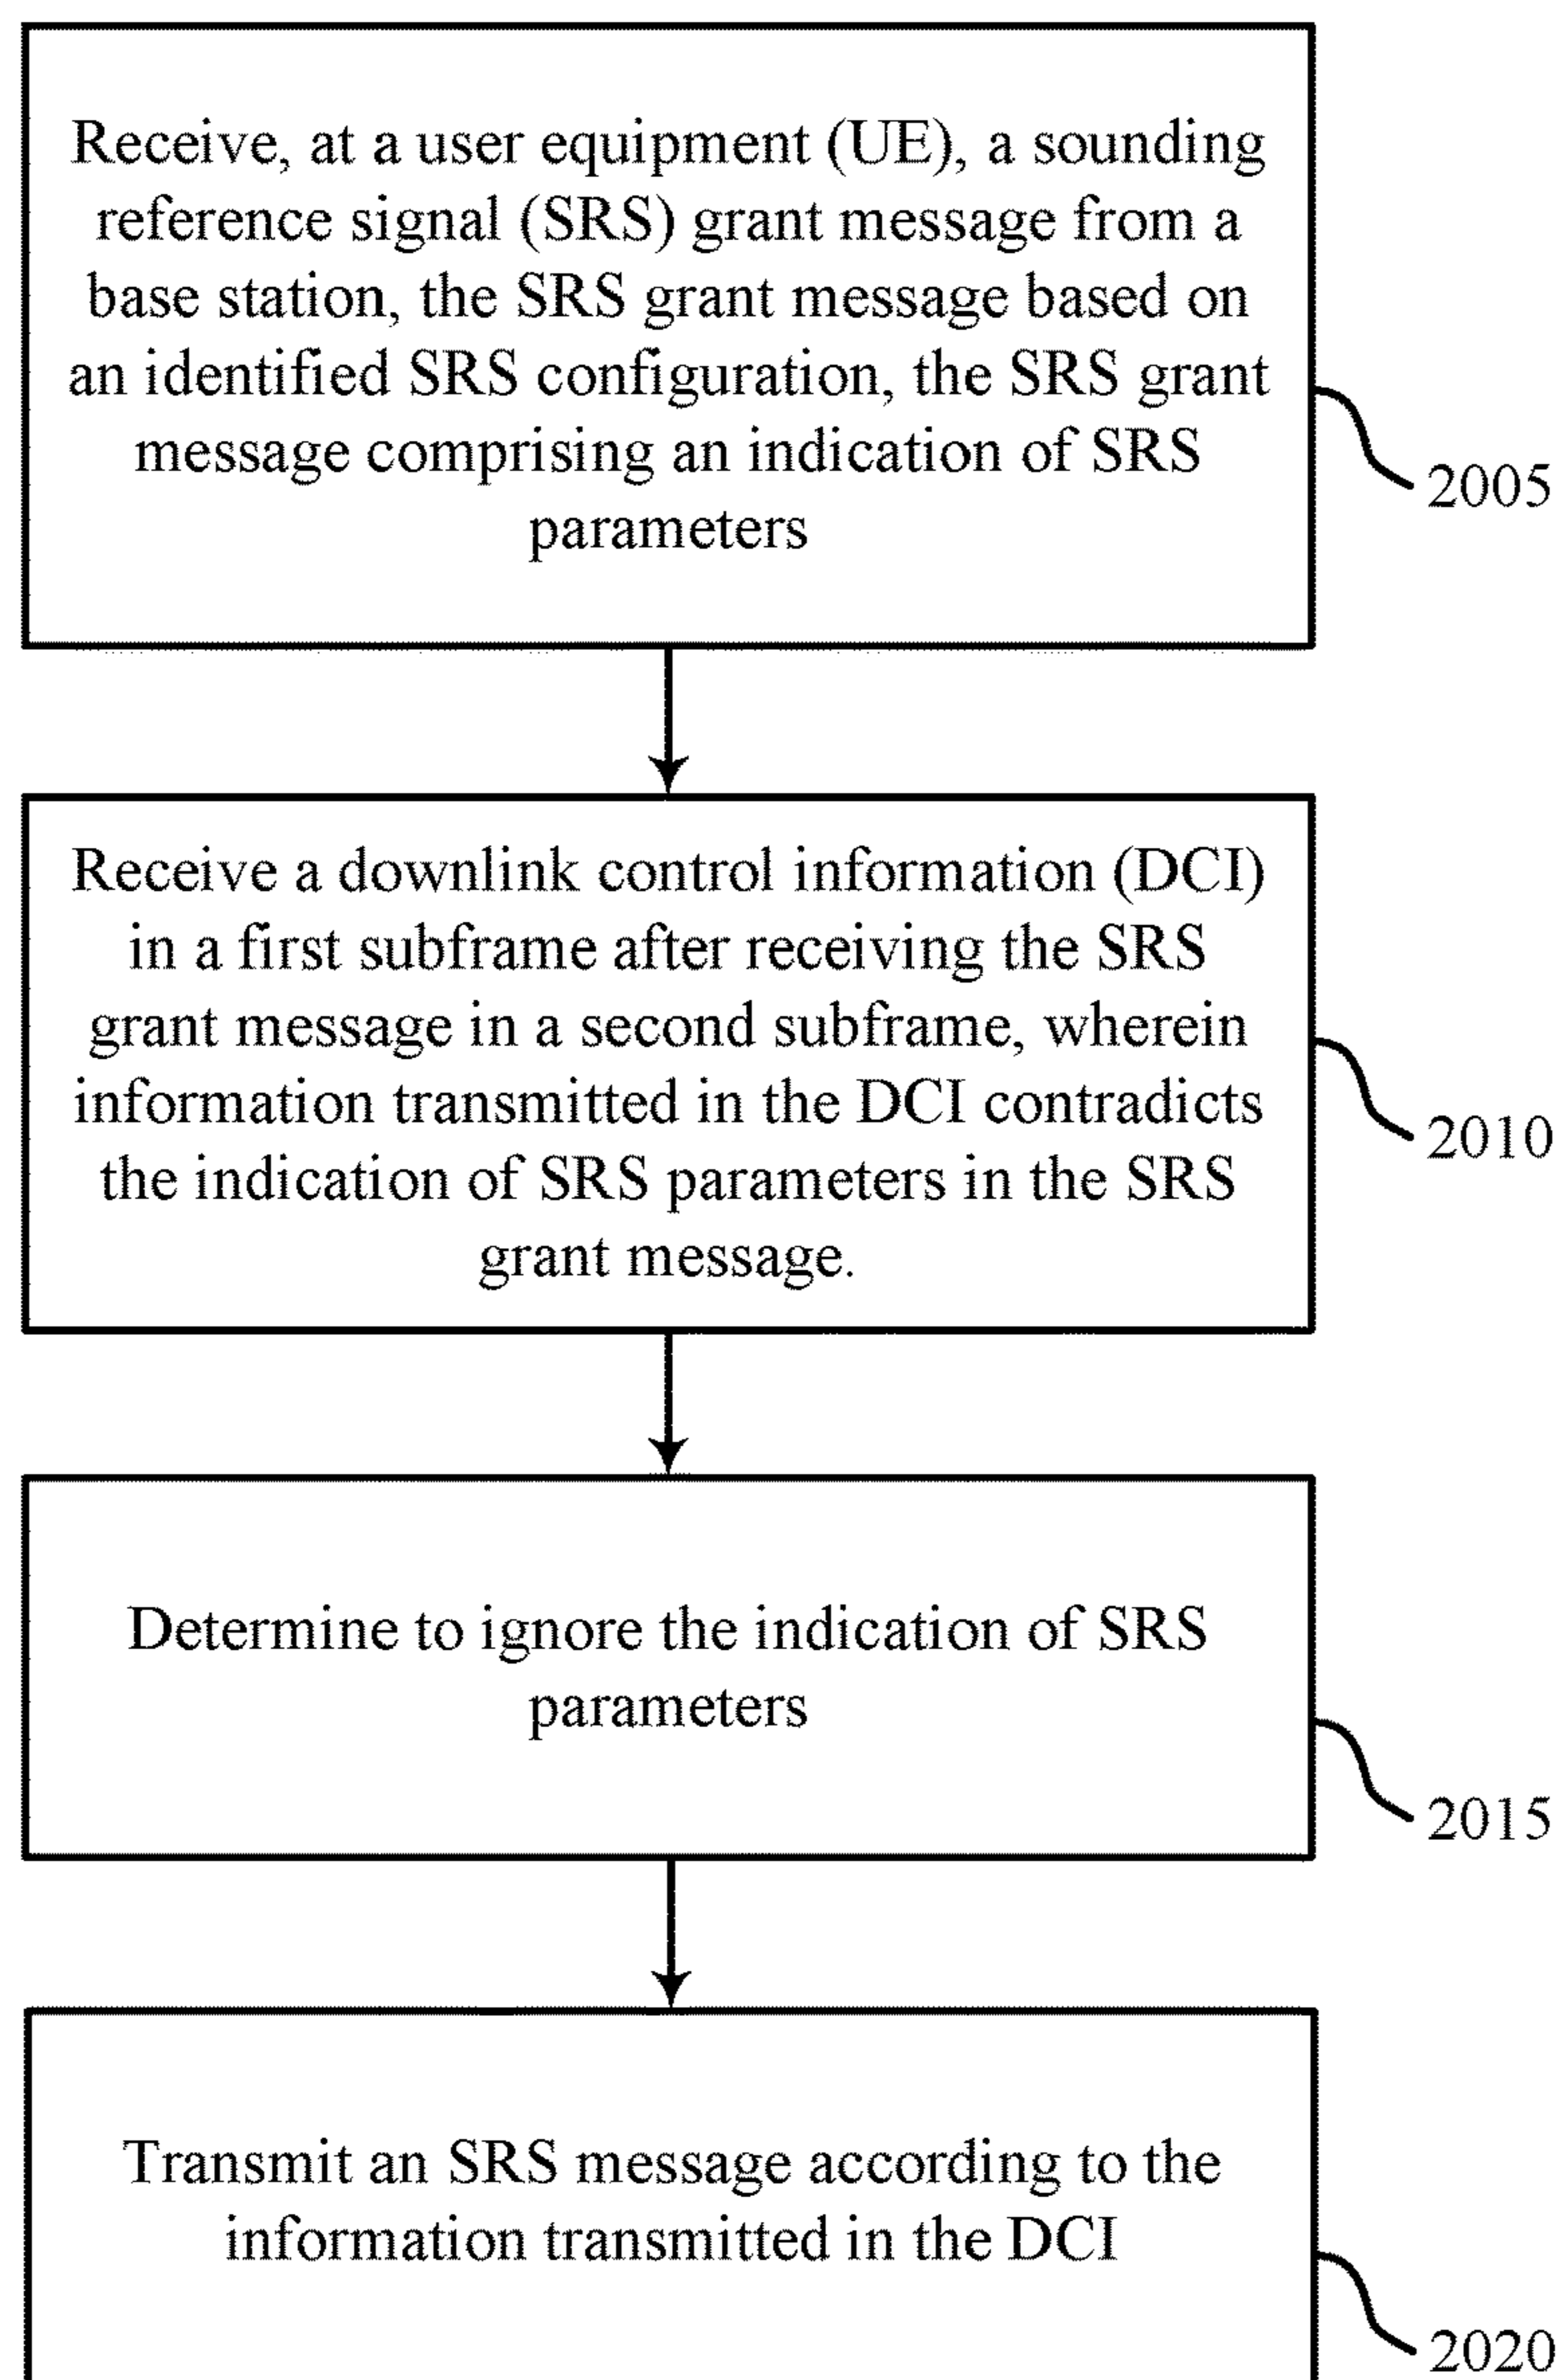 Receive, at a user equipment (UE), a sounding
reference signal (SRS) grant message from a
base station, the SRS grant message based on
an identified SRS configuration, the SRS grant
message comprising an indication of SRS
parameters
2005
Receive a downlink control information (DCI)
in a first subframe after receiving the SRS
grant message in a second subframe, wherein
information transmitted in the DCI contradicts
the indication of SRS parameters in the SRS
grant message.
2010
Determine to ignore the indication of SRS
parameters
2015
Transmit an SRS message according to the
information transmitted in the DCI
2020